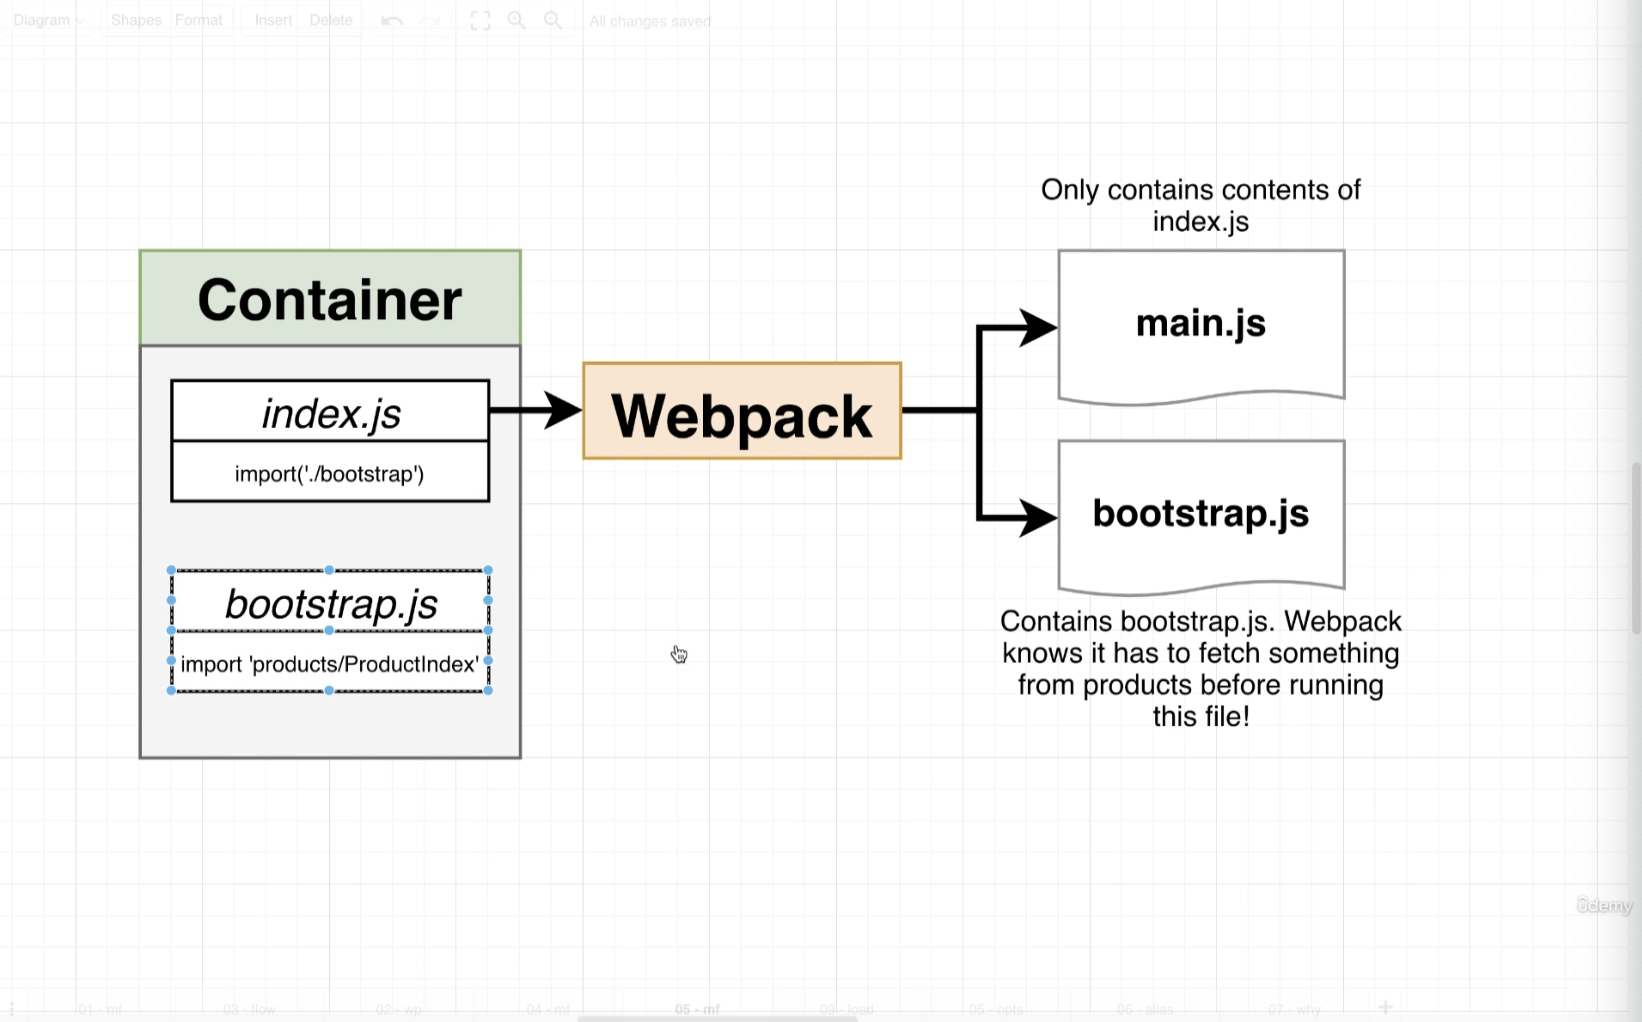 Diagram
Shapes
Format
Insert
Delete
All changes saved
Only contains contents of
index.js
Container
main.js
index.js
Webpack
import('./bootstrap')
bootstrap.js
bootstrap.js
import 'products/ProductIndex'
Contains bootstrap.js. Webpack
knows it has to fetch something
from products before running
this file!
ûdemy
01 - mf
03 - flow
02 - wp
04 - mf
05 - mf
09 - load
05 - opts
06 - alias
07 - why